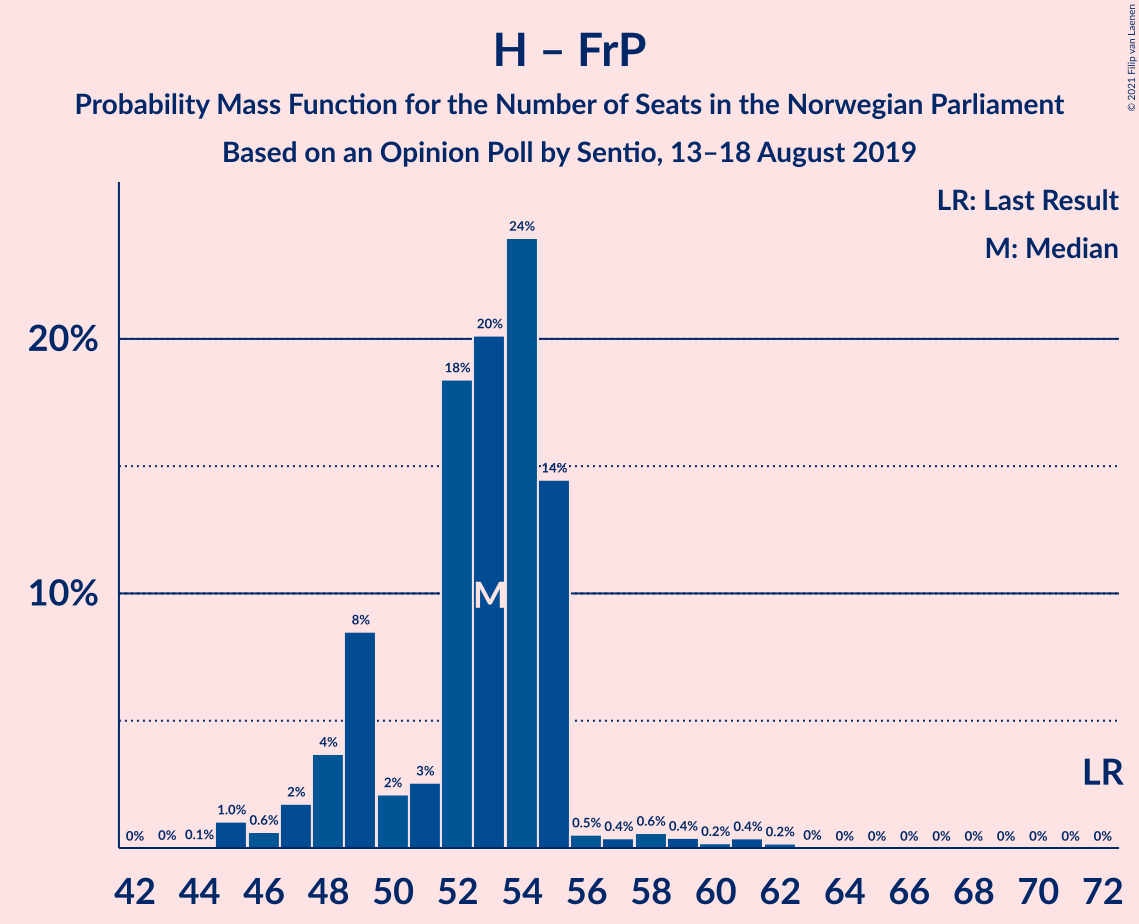 H – FrP
Probability Mass Function for the Number of Seats in the Norwegian Parliament
Based on an Opinion Poll by Sentio, 13–18 August 2019
© 2021 Filip van Laenen
LR: Last Result
M: Median
20%
10%
0% 0% 0.1% 1.0% 0.6% 2% 4% 8% 2% 3% 18% 20% 24% 14% 0.5% 0.4% 0.6% 0.4% 0.2% 0.4% 0.2% 0% 0% 0% 0% 0% 0% 0% 0% 0% 0%
M
LR
42 44 46 48 50 52 54 56 58 60 62 64 66 68 70 72